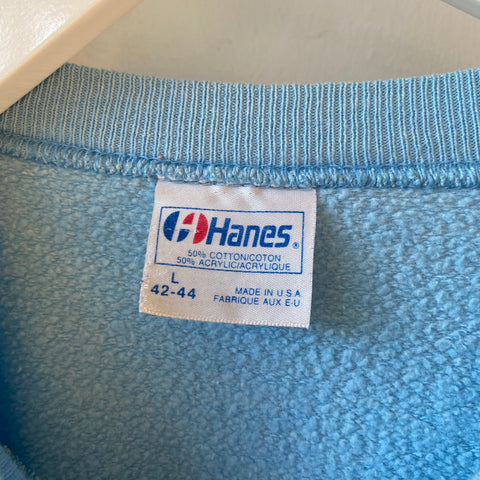 Hanes®
50% COTTON/COTON
50% ACRYLIC/ACRYLIQUE
L
42-44
MADE IN U.S.A
FABRIQUE AUX E-U